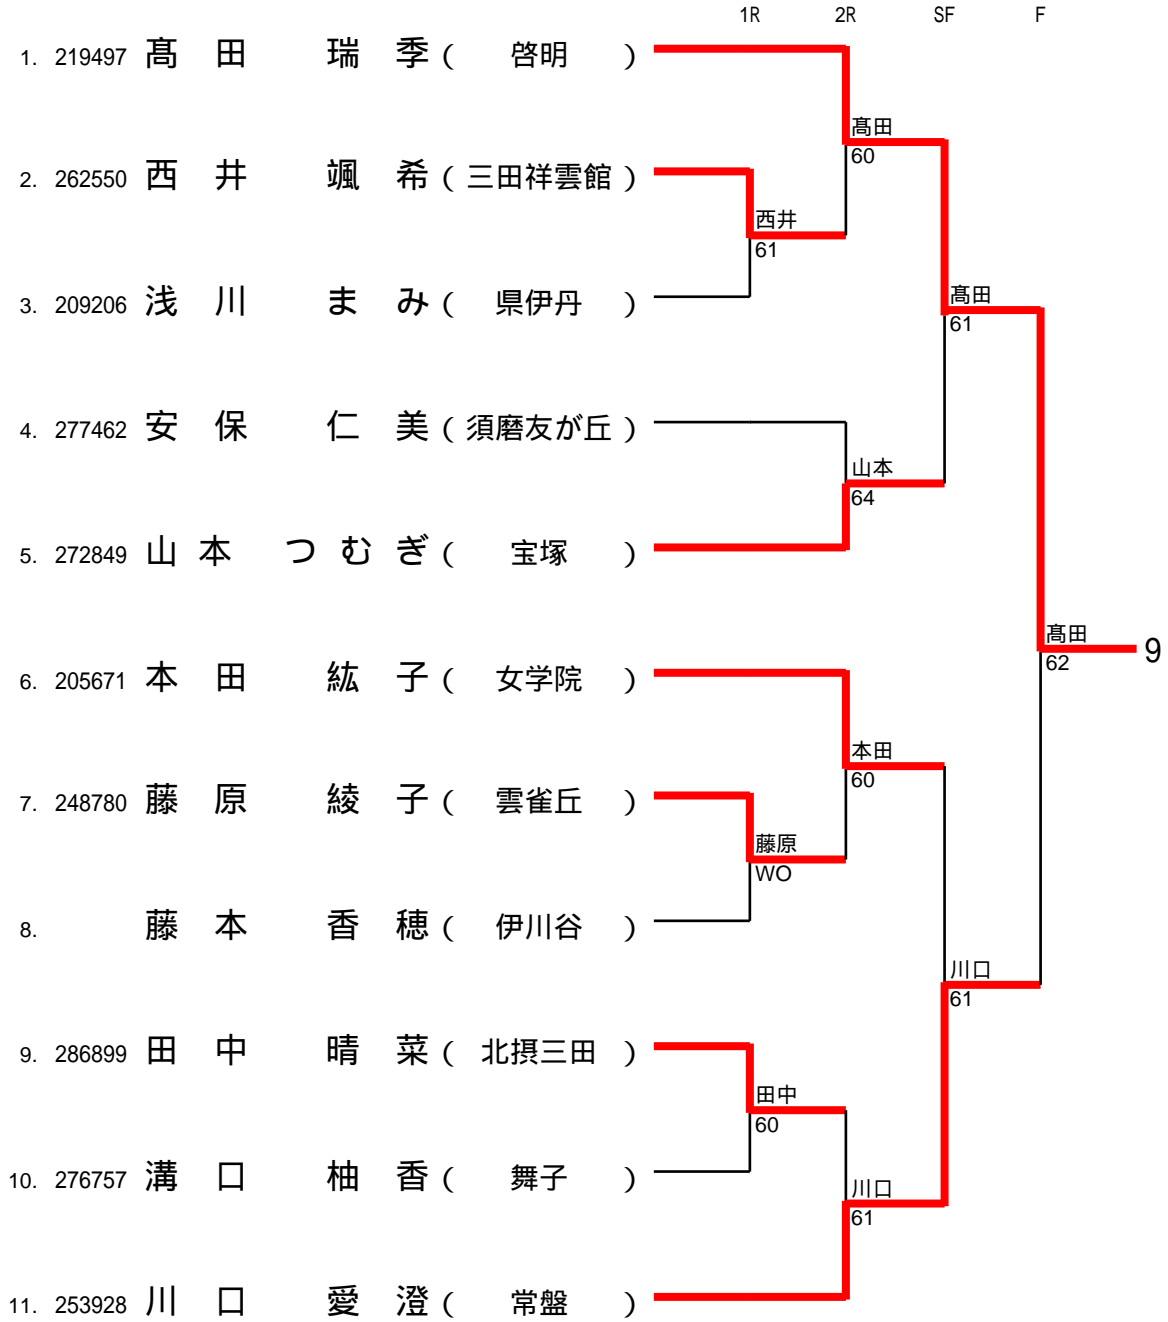 1R 2R SF F
1. 219497 髙田 瑞季 ( 啓明 )
髙田
60
2. 262550 西井 颯希 ( 三田祥雲館 )
西井
61
3. 209206 浅川 まみ ( 県伊丹 )
髙田
61
4. 277462 安保 仁美 ( 須磨友が丘 )
山本
64
5. 272849 山本 つむぎ ( 宝塚 )
髙田
62
9
6. 205671 本田 紘子 ( 女学院 )
本田
60
7. 248780 藤原 綾子 ( 雲雀丘 )
藤原
WO
8. 藤本 香穂 ( 伊川谷 )
川口
61
9. 286899 田中 晴菜 ( 北摂三田 )
田中
60
10. 276757 溝口 柚香 ( 舞子 )
川口
61
11. 253928 川口 愛澄 ( 常盤 )